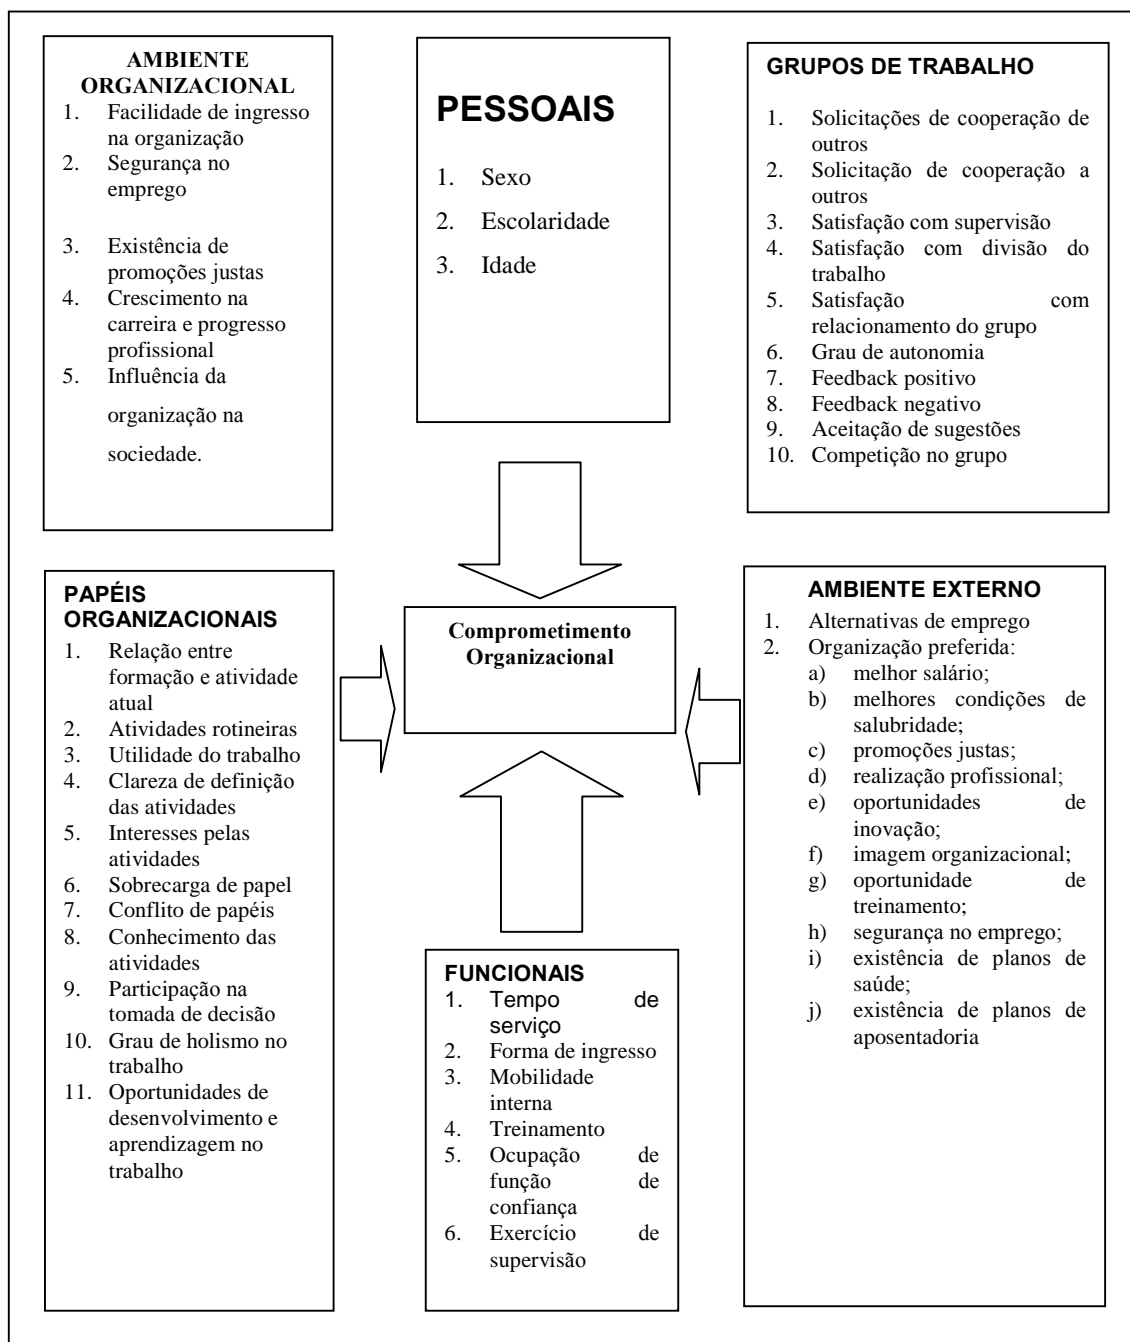 AMBIENTE
ORGANIZACIONAL
1. Facilidade de ingresso
na organização
2. Segurança no
emprego
3. Existência de
promoções justas
4. Crescimento na
carreira e progresso
profissional
5. Influência da
organização na
sociedade.
PESSOAIS
1. Sexo
2. Escolaridade
3. Idade
GRUPOS DE TRABALHO
1. Solicitações de cooperação de
outros
2. Solicitação de cooperação a
outros
3. Satisfação com supervisão
4. Satisfação com divisão do
trabalho
5. Satisfação com
relacionamento do grupo
6. Grau de autonomia
7. Feedback positivo
8. Feedback negativo
9. Aceitação de sugestões
10. Competição no grupo
PAPÉIS
ORGANIZACIONAIS
1. Relação entre
formação e atividade
atual
2. Atividades rotineiras
3. Utilidade do trabalho
4. Clareza de definição
das atividades
5. Interesses pelas
atividades
6. Sobrecarga de papel
7. Conflito de papéis
8. Conhecimento das
atividades
9. Participação na
tomada de decisão
10. Grau de holismo no
trabalho
11. Oportunidades de
desenvolvimento e
aprendizagem no
trabalho
Comprometimento
Organizacional
FUNCIONAIS
1. Tempo de
serviço
2. Forma de ingresso
3. Mobilidade
interna
4. Treinamento
5. Ocupação de
função de
confiança
6. Exercício de
supervisão
AMBIENTE EXTERNO
1. Alternativas de emprego
2. Organização preferida:
a) melhor salário;
b) melhores condições de
salubridade;
c) promoções justas;
d) realização profissional;
e) oportunidades de
inovação;
f) imagem organizacional;
g) oportunidade de
treinamento;
h) segurança no emprego;
i) existência de planos de
saúde;
j) existência de planos de
aposentadoria